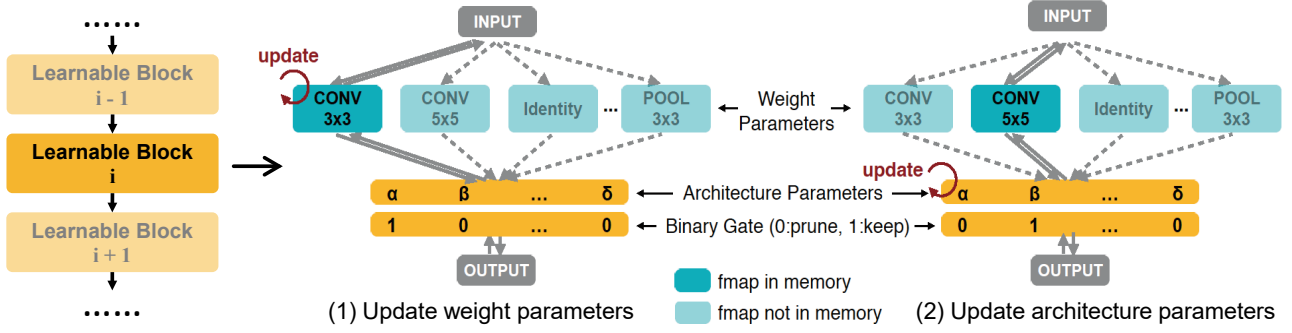 ......
Learnable Block
i - 1
Learnable Block
i
Learnable Block
i + 1
......
INPUT
update
CONV
3x3
CONV
5x5
Identity
...
POOL
3x3
α β ... δ
1 0 ... 0
OUTPUT
(1) Update weight parameters
Weight
Parameters
Architecture Parameters
Binary Gate (0:prune, 1:keep)
fmap in memory
fmap not in memory
INPUT
CONV
3x3
CONV
5x5
Identity
...
POOL
3x3
update
α β ... δ
0 1 ... 0
OUTPUT
(2) Update architecture parameters